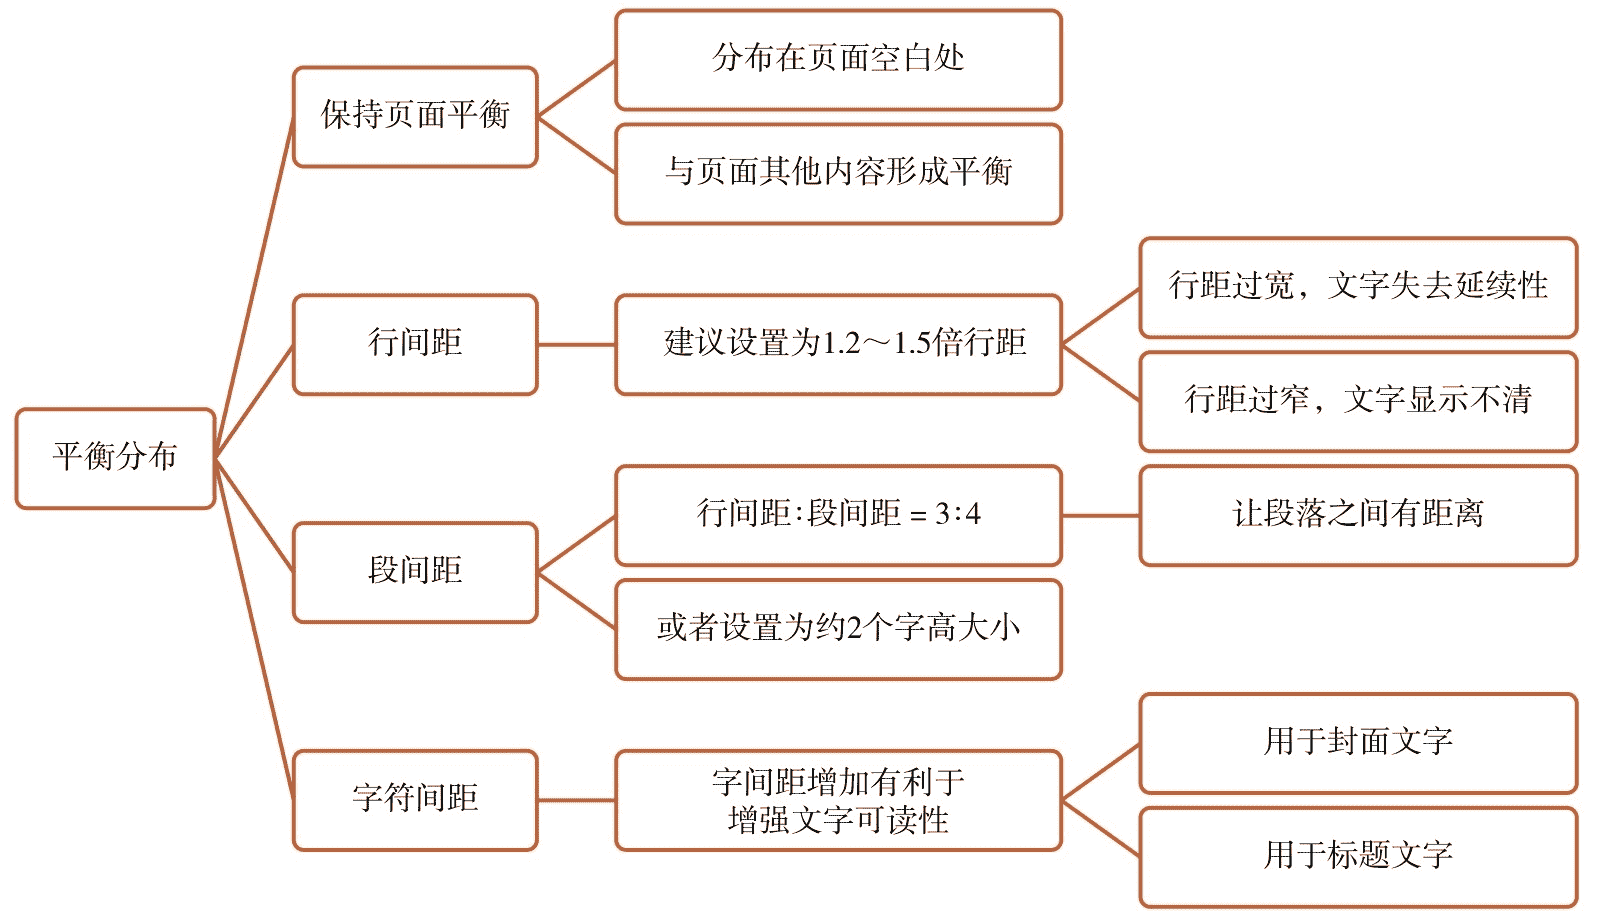 平衡分布
保持页面平衡
分布在页面空白处
与页面其他内容形成平衡
行间距
建议设置为1.2～1.5倍行距
行距过宽，文字失去延续性
行距过窄，文字显示不清
段间距
行间距:段间距 = 3:4
让段落之间有距离
或者设置为约2个字高大小
字符间距
字间距增加有利于
增强文字可读性
用于封面文字
用于标题文字